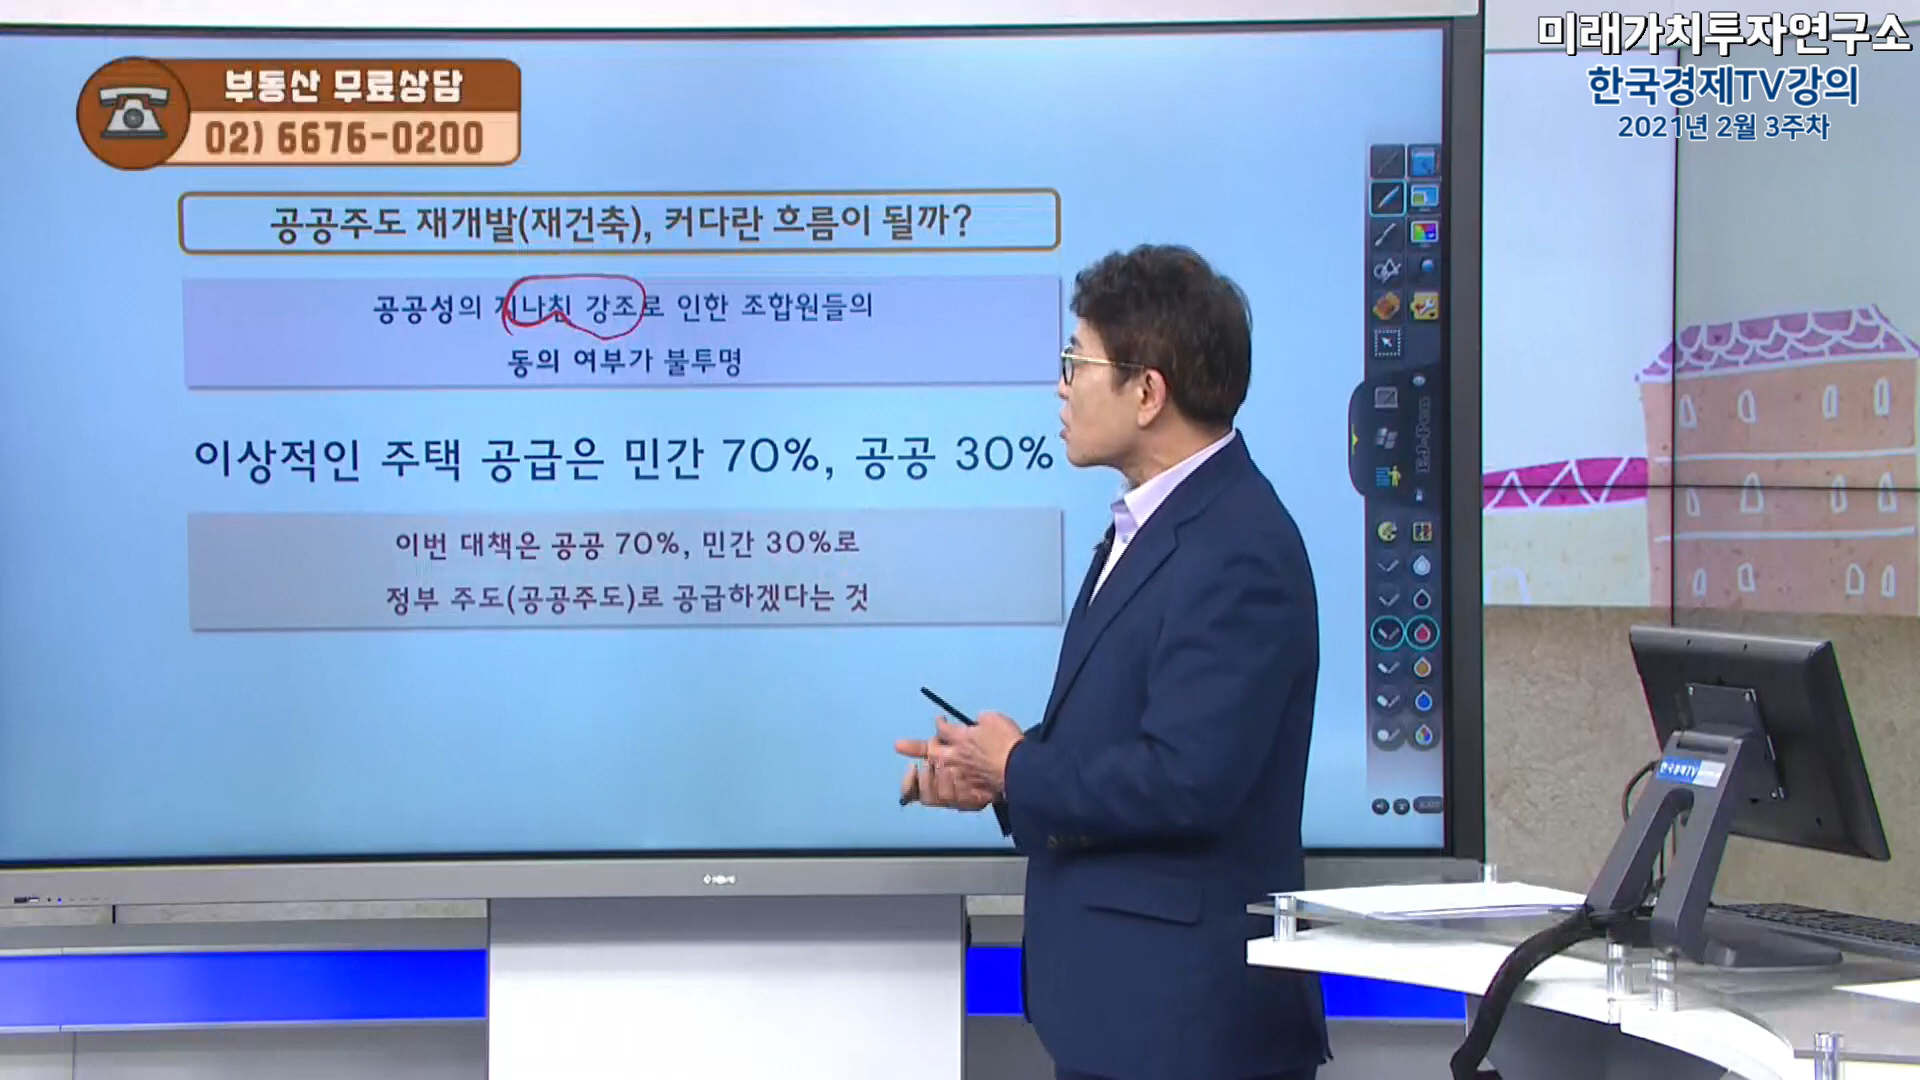 미래가치투자연구소
한국경제TV강의
2021년 2월 3주차
부동산 무료상담
02) 6676-0200
공공주도 재개발(재건축), 커다란 흐름이 될까?
공공성의 지나친 강조로 인한 조합원들의
동의 여부가 불투명
이상적인 주택 공급은 민간 70%, 공공 30%
이번 대책은 공공 70%, 민간 30%로
정부 주도(공공주도)로 공급하겠다는 것
한국경제TV